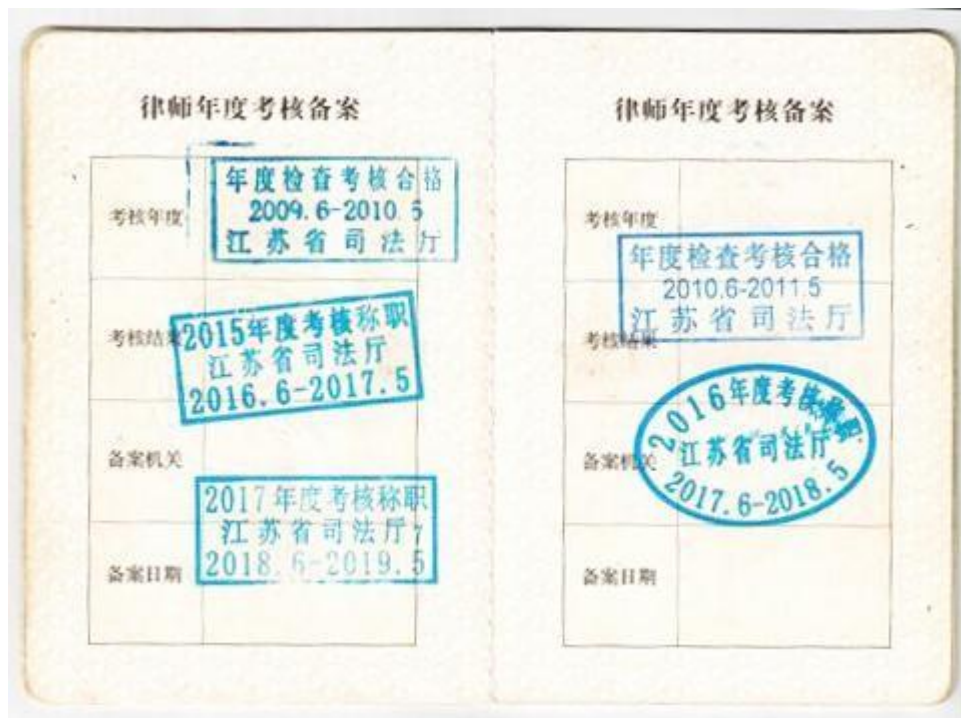 律师年度考核备案
考核年度
年度检查考核合格
2009.6-2010.5
江苏省司法厅
考核结果
2015年度考核称职
江苏省司法厅
2016.6-2017.5
备案机关
2017年度考核称职
江苏省司法厅
2018.6-2019.5
备案日期
律师年度考核备案
考核年度
年度检查考核合格
2010.6-2011.5
江苏省司法厅
考核结果
2016年度考核称职
江苏省司法厅
2017.6-2018.5
备案机关
备案日期